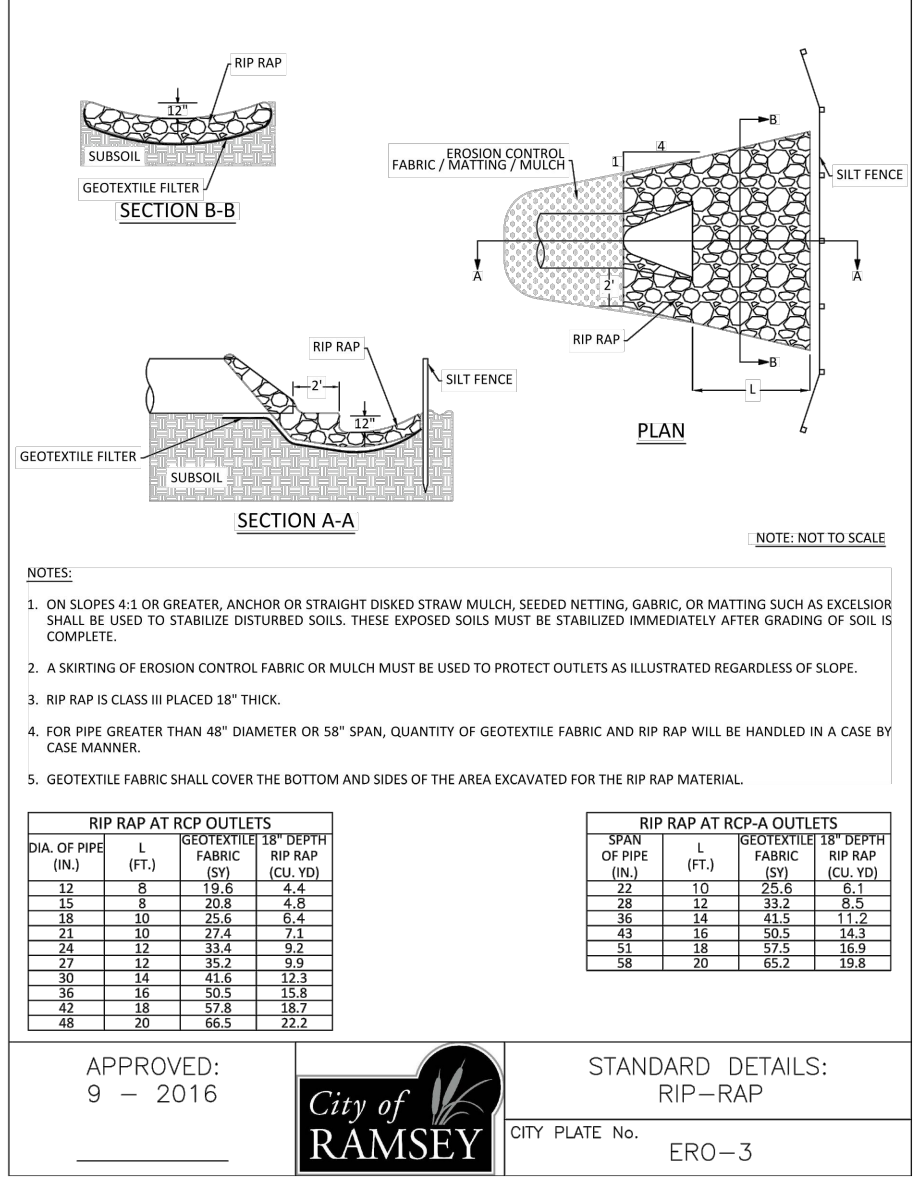 RIP RAP
12"
SUBSOIL
GEOTEXTILE FILTER
SECTION B-B
EROSION CONTROL
FABRIC / MATTING / MULCH
1
4
B
SILT FENCE
A
A
2'
RIP RAP
B
L
PLAN
RIP RAP
2'
SILT FENCE
12"
GEOTEXTILE FILTER
SUBSOIL
SECTION A-A
NOTE: NOT TO SCALE
NOTES:
1. ON SLOPES 4:1 OR GREATER, ANCHOR OR STRAIGHT DISKED STRAW MULCH, SEEDED NETTING, GABRIC, OR MATTING SUCH AS EXCELSIOR
SHALL BE USED TO STABILIZE DISTURBED SOILS. THESE EXPOSED SOILS MUST BE STABILIZED IMMEDIATELY AFTER GRADING OF SOIL IS
COMPLETE.
2. A SKIRTING OF EROSION CONTROL FABRIC OR MULCH MUST BE USED TO PROTECT OUTLETS AS ILLUSTRATED REGARDLESS OF SLOPE.
3. RIP RAP IS CLASS III PLACED 18" THICK.
4. FOR PIPE GREATER THAN 48" DIAMETER OR 58" SPAN, QUANTITY OF GEOTEXTILE FABRIC AND RIP RAP WILL BE HANDLED IN A CASE BY
CASE MANNER.
5. GEOTEXTILE FABRIC SHALL COVER THE BOTTOM AND SIDES OF THE AREA EXCAVATED FOR THE RIP RAP MATERIAL.
RIP RAP AT RCP OUTLETS
DIA. OF PIPE (IN.) L (FT.) GEOTEXTILE FABRIC (SY) 18" DEPTH RIP RAP (CU. YD)
12 8 19.6 4.4
15 8 20.8 4.8
18 10 25.6 6.4
21 10 27.4 7.1
24 12 33.4 9.2
27 12 35.2 9.9
30 14 41.6 12.3
36 16 50.5 15.8
42 18 57.8 18.7
48 20 66.5 22.2
RIP RAP AT RCP-A OUTLETS
SPAN OF PIPE (IN.) L (FT.) GEOTEXTILE FABRIC (SY) 18" DEPTH RIP RAP (CU. YD)
22 10 25.6 6.1
28 12 33.2 8.5
36 14 41.5 11.2
43 16 50.5 14.3
51 18 57.5 16.9
58 20 65.2 19.8
APPROVED:
9 - 2016
City of
RAMSEY
STANDARD DETAILS:
RIP-RAP
CITY PLATE No.
ERO-3